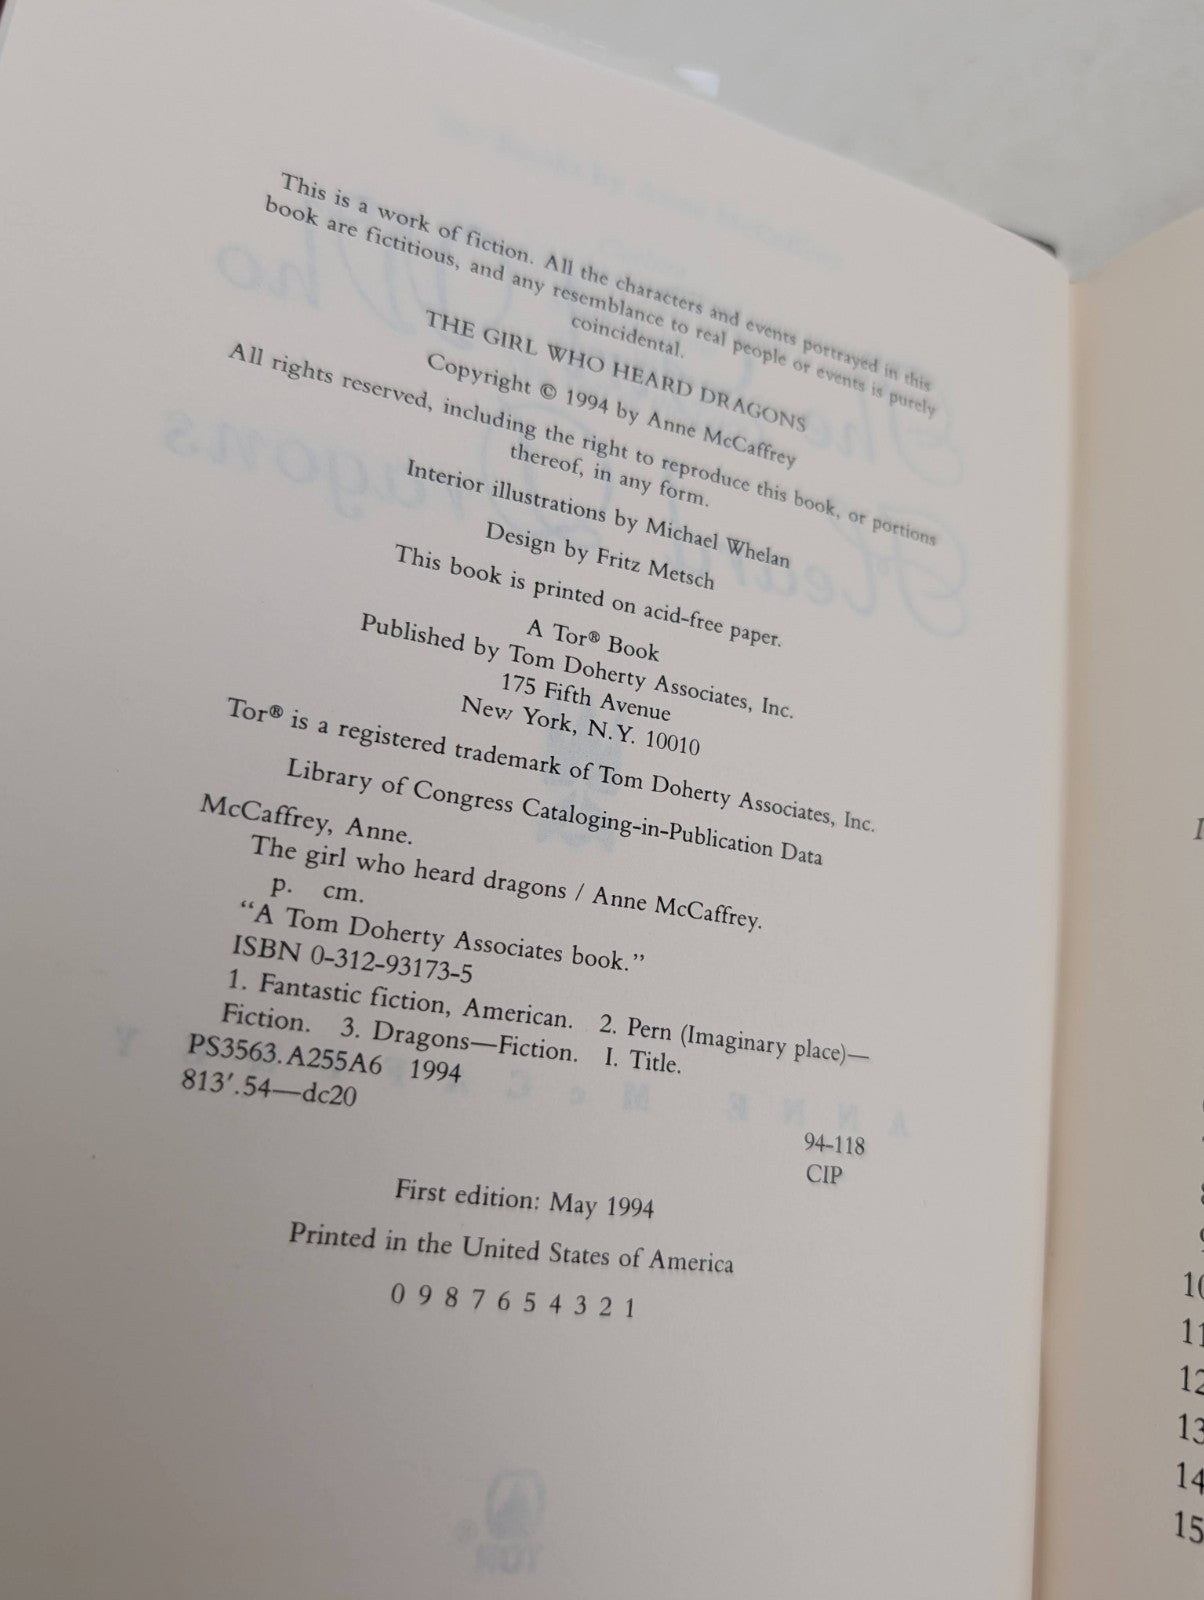 This is a work of fiction. All the characters and events portrayed in this
book are fictitious, and any resemblance to real people or events is purely
coincidental.
THE GIRL WHO HEARD DRAGONS
Copyright © 1994 by Anne McCaffrey
All rights reserved, including the right to reproduce this book, or portions
thereof, in any form.
Interior illustrations by Michael Whelan
Design by Fritz Metsch
This book is printed on acid-free paper.
A Tor® Book
Published by Tom Doherty Associates, Inc.
175 Fifth Avenue
New York, N.Y. 10010
Tor® is a registered trademark of Tom Doherty Associates, Inc.
Library of Congress Cataloging-in-Publication Data
McCaffrey, Anne.
The girl who heard dragons / Anne McCaffrey.
p. cm.
“A Tom Doherty Associates book.”
ISBN 0-312-93173-5
1. Fantastic fiction, American. 2. Pern (Imaginary place)—
Fiction. 3. Dragons—Fiction. I. Title.
PS3563.A255A6 1994
813′.54—dc20
94-118
CIP
First edition: May 1994
Printed in the United States of America
0 9 8 7 6 5 4 3 2 1
10
11
12
13
14
15